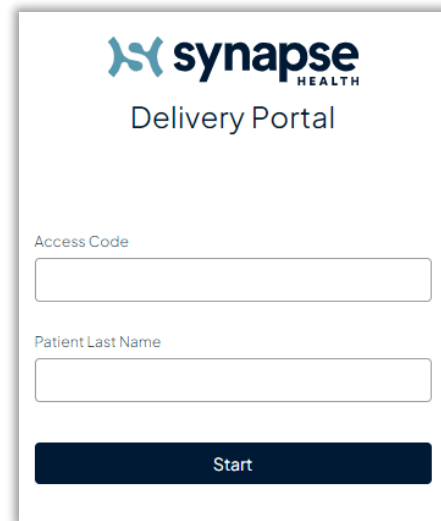 synapse
HEALTH
Delivery Portal
Access Code
Patient Last Name
Start